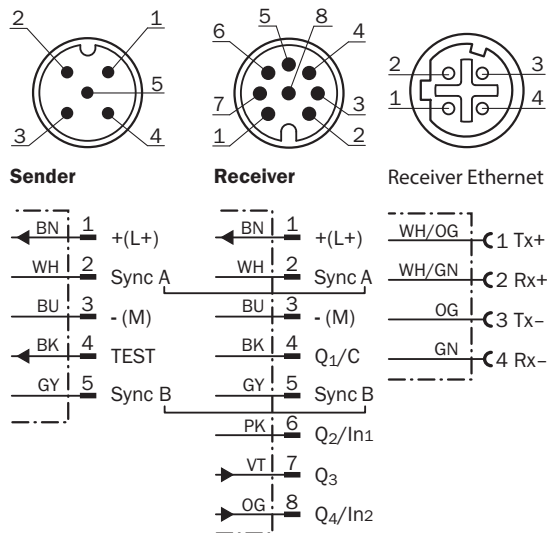 2 1
5
3 4
5 8
6 4
7 3
1 2
2 3
1 4
Sender
BN 1 +(L+)
WH 2 Sync A
BU 3 - (M)
BK 4 TEST
GY 5 Sync B
Receiver
BN 1 +(L+)
WH 2 Sync A
BU 3 - (M)
BK 4 Q1/C
GY 5 Sync B
PK 6 Q2/In1
VT 7 Q3
OG 8 Q4/In2
Receiver Ethernet
WH/OG 1 Tx+
WH/GN 2 Rx+
OG 3 Tx–
GN 4 Rx–